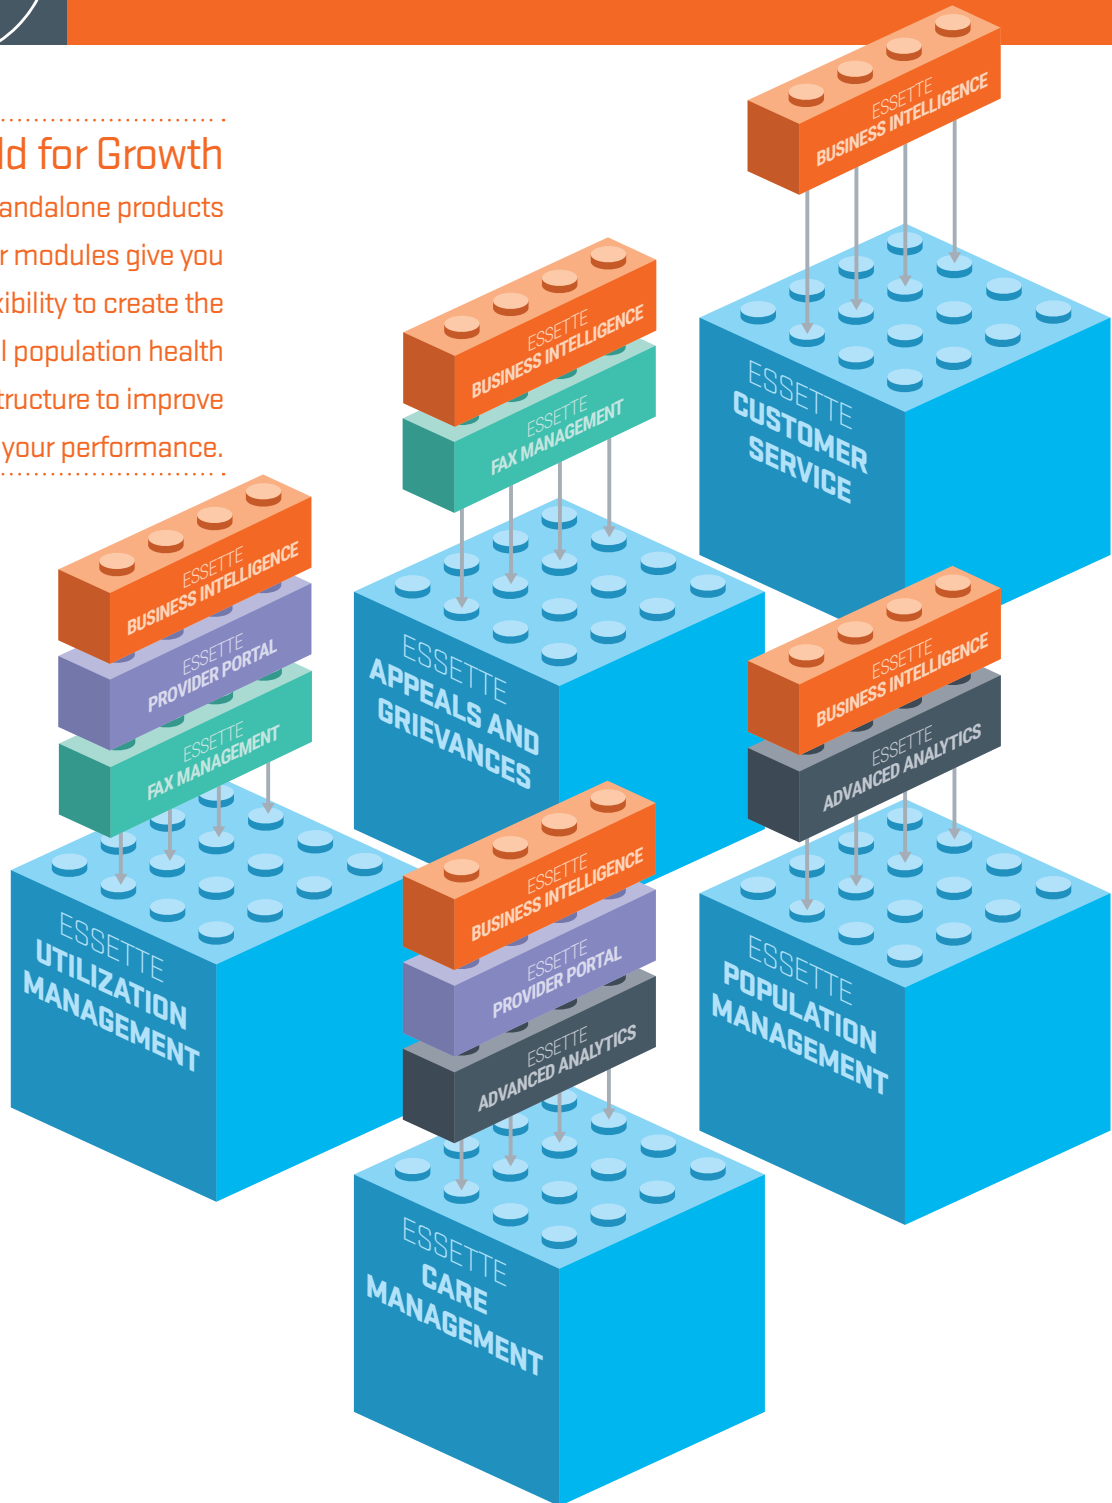 ld for Growth
andalone products
r modules give you
xibility to create the
l population health
tructure to improve
your performance.
ESSETTE
BUSINESS INTELLIGENCE
ESSETTE
CUSTOMER
SERVICE
ESSETTE
BUSINESS INTELLIGENCE
ESSETTE
FAX MANAGEMENT
ESSETTE
APPEALS AND
GRIEVANCES
ESSETTE
BUSINESS INTELLIGENCE
ESSETTE
PROVIDER PORTAL
ESSETTE
FAX MANAGEMENT
ESSETTE
UTILIZATION
MANAGEMENT
ESSETTE
BUSINESS INTELLIGENCE
ESSETTE
ADVANCED ANALYTICS
ESSETTE
POPULATION
MANAGEMENT
ESSETTE
BUSINESS INTELLIGENCE
ESSETTE
PROVIDER PORTAL
ESSETTE
ADVANCED ANALYTICS
ESSETTE
CARE
MANAGEMENT